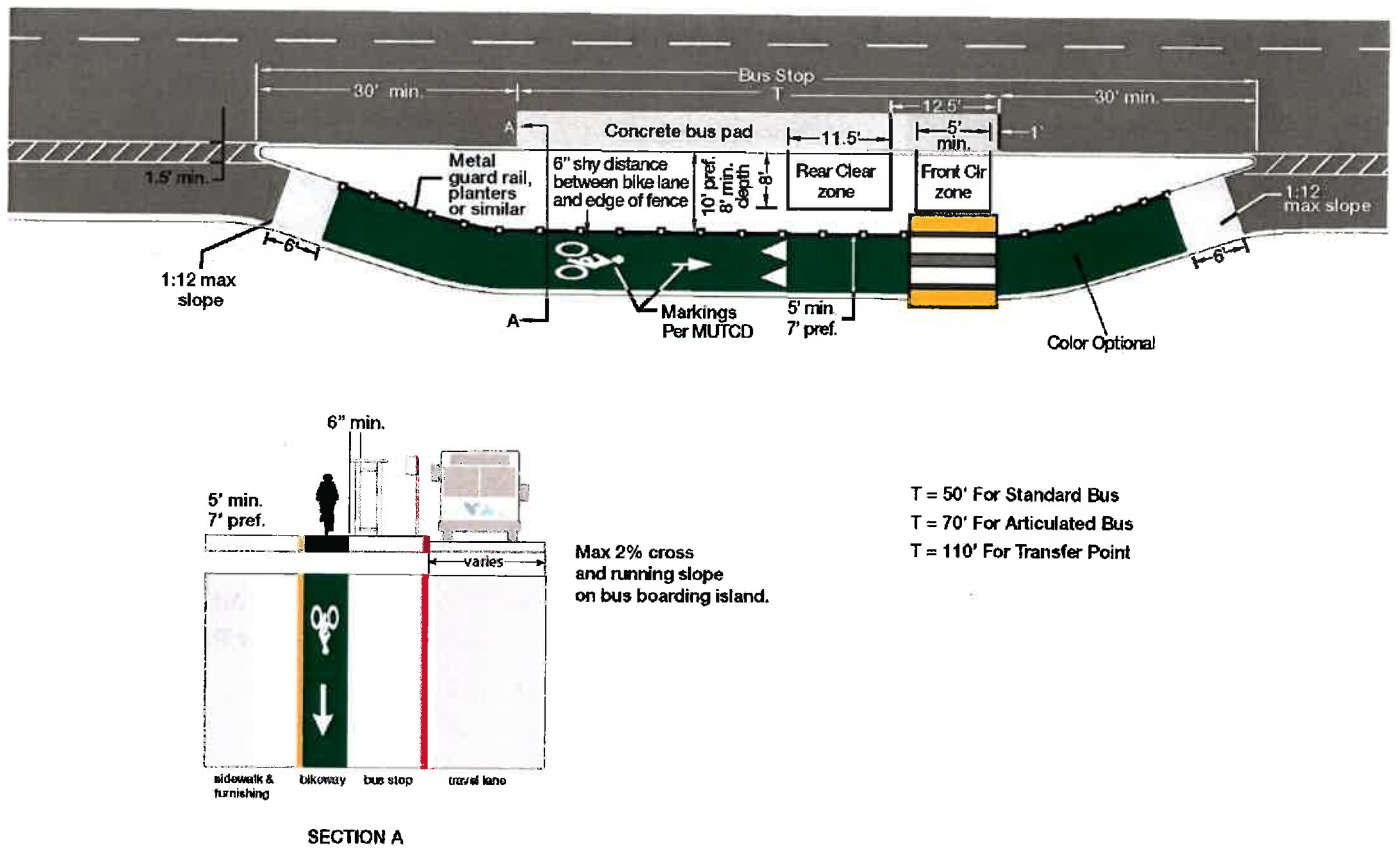 Bus Stop
30' min.
T
30' min.
12.5'
A
Concrete bus pad
11.5'
5'
min.
1'
1.5' min.
Metal
guard rail,
planters
or similar
6" shy distance
between bike lane
and edge of fence
10' pref.
8' min.
depth
8'
Rear Clear
zone
Front Clr
zone
1:12
max slope
6'
6'
1:12 max
slope
A
Markings
Per MUTCD
5' min.
7' pref.
Color Optional
6" min.
5' min.
7' pref.
varies
Max 2% cross
and running slope
on bus boarding island.
T = 50' For Standard Bus
T = 70' For Articulated Bus
T = 110' For Transfer Point
sidewalk &
furnishing
bikeway
bus stop
travel lane
SECTION A